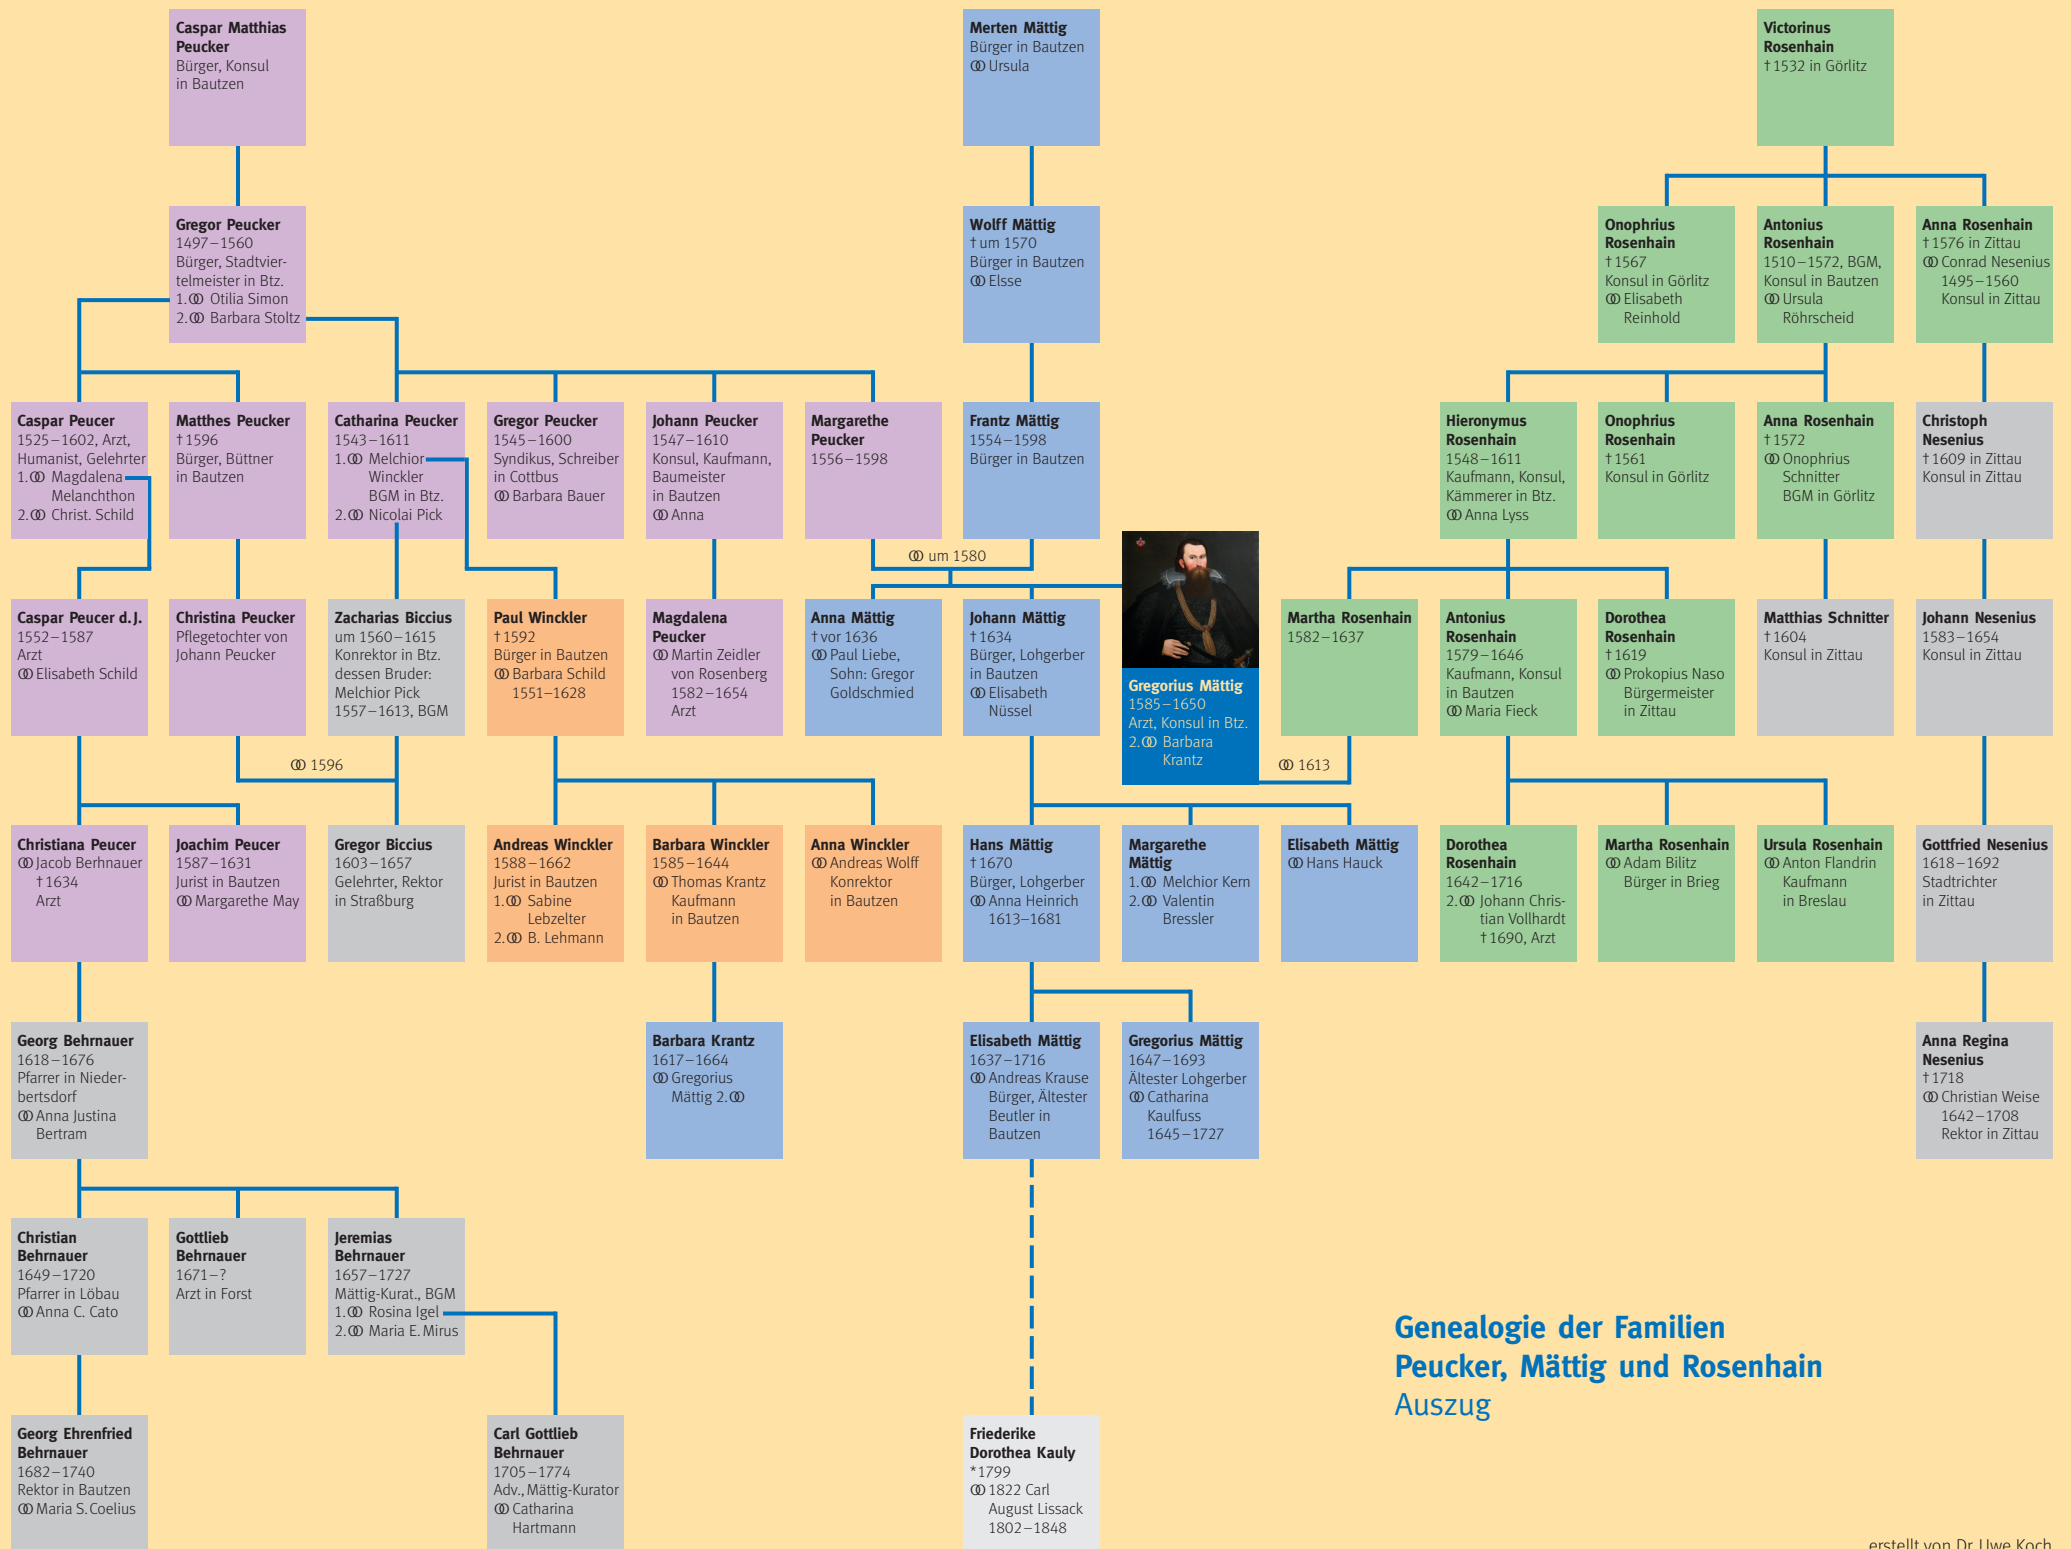 Caspar Matthias
Peucker
Bürger, Konsul
in Bautzen
Merten Mättig
Bürger in Bautzen
⚭ Ursula
Victorinus
Rosenhain
† 1532 in Görlitz
Gregor Peucker
1497–1560
Bürger, Stadtvier-
telmeister in Btz.
1.⚭ Otilia Simon
2.⚭ Barbara Stoltz
Wolff Mättig
† um 1570
Bürger in Bautzen
⚭ Elsse
Onophrius
Rosenhain
† 1567
Konsul in Görlitz
⚭ Elisabeth
Reinhold
Antonius
Rosenhain
1510–1572, BGM,
Konsul in Bautzen
⚭ Ursula
Röhrscheid
Anna Rosenhain
† 1576 in Zittau
⚭ Conrad Nesenius
1495–1560
Konsul in Zittau
Caspar Peucer
1525–1602, Arzt,
Humanist, Gelehrter
1.⚭ Magdalena
Melanchthon
2.⚭ Christ. Schild
Matthes Peucker
† 1596
Bürger, Büttner
in Bautzen
Catharina Peucker
1543–1611
1.⚭ Melchior
Winckler
BGM in Btz.
2.⚭ Nicolai Pick
Gregor Peucker
1545–1600
Syndikus, Schreiber
in Cottbus
⚭ Barbara Bauer
Johann Peucker
1547–1610
Konsul, Kaufmann,
Baumeister
in Bautzen
⚭ Anna
Margarethe
Peucker
1556–1598
Frantz Mättig
1554–1598
Bürger in Bautzen
Hieronymus
Rosenhain
1548–1611
Kaufmann, Konsul,
Kämmerer in Btz.
⚭ Anna Lyss
Onophrius
Rosenhain
† 1561
Konsul in Görlitz
Anna Rosenhain
† 1572
⚭ Onophrius
Schnitter
BGM in Görlitz
Christoph
Nesenius
† 1609 in Zittau
Konsul in Zittau
⚭ um 1580
Caspar Peucer d. J.
1552–1587
Arzt
⚭ Elisabeth Schild
Christina Peucker
Pflegetochter von
Johann Peucker
Zacharias Biccius
um 1560–1615
Konrektor in Btz.
dessen Bruder:
Melchior Pick
1557–1613, BGM
Paul Winckler
† 1592
Bürger in Bautzen
⚭ Barbara Schild
1551–1628
Magdalena
Peucker
⚭ Martin Zeidler
von Rosenberg
1582–1654
Arzt
Anna Mättig
† vor 1636
⚭ Paul Liebe,
Sohn: Gregor
Goldschmied
Johann Mättig
† 1634
Bürger, Lohgerber
in Bautzen
⚭ Elisabeth
Nüssel
Gregorius Mättig
1585–1650
Arzt, Konsul in Btz.
2.⚭ Barbara
Krantz
Martha Rosenhain
1582–1637
Antonius
Rosenhain
1579–1646
Kaufmann, Konsul
in Bautzen
⚭ Maria Fieck
Dorothea
Rosenhain
† 1619
⚭ Prokopius Naso
Bürgermeister
in Zittau
Matthias Schnitter
† 1604
Konsul in Zittau
Johann Nesenius
1583–1654
Konsul in Zittau
⚭ 1596
⚭ 1613
Christiana Peucer
⚭ Jacob Berhnauer
† 1634
Arzt
Joachim Peucer
1587–1631
Jurist in Bautzen
⚭ Margarethe May
Gregor Biccius
1603–1657
Gelehrter, Rektor
in Straßburg
Andreas Winckler
1588–1662
Jurist in Bautzen
1.⚭ Sabine
Lebzelter
2.⚭ B. Lehmann
Barbara Winckler
1585–1644
⚭ Thomas Krantz
Kaufmann
in Bautzen
Anna Winckler
⚭ Andreas Wolff
Konrektor
in Bautzen
Hans Mättig
† 1670
Bürger, Lohgerber
⚭ Anna Heinrich
1613–1681
Margarethe
Mättig
1.⚭ Melchior Kern
2.⚭ Valentin
Bressler
Elisabeth Mättig
⚭ Hans Hauck
Dorothea
Rosenhain
1642–1716
2.⚭ Johann Chris-
tian Vollhardt
† 1690, Arzt
Martha Rosenhain
⚭ Adam Bilitz
Bürger in Brieg
Ursula Rosenhain
⚭ Anton Flandrin
Kaufmann
in Breslau
Gottfried Nesenius
1618–1692
Stadtrichter
in Zittau
Georg Behrnauer
1618–1676
Pfarrer in Nieder-
bertsdorf
⚭ Anna Justina
Bertram
Barbara Krantz
1617–1664
⚭ Gregorius
Mättig 2.⚭
Elisabeth Mättig
1637–1716
⚭ Andreas Krause
Bürger, Ältester
Beutler in
Bautzen
Gregorius Mättig
1647–1693
Ältester Lohgerber
⚭ Catharina
Kaulfuss
1645–1727
Anna Regina
Nesenius
† 1718
⚭ Christian Weise
1642–1708
Rektor in Zittau
Christian
Behrnauer
1649–1720
Pfarrer in Löbau
⚭ Anna C. Cato
Gottlieb
Behrnauer
1671–?
Arzt in Forst
Jeremias
Behrnauer
1657–1727
Mättig-Kurat., BGM
1.⚭ Rosina Igel
2.⚭ Maria E. Mirus
Genealogie der Familien
Peucker, Mättig und Rosenhain
Auszug
Georg Ehrenfried
Behrnauer
1682–1740
Rektor in Bautzen
⚭ Maria S. Coelius
Carl Gottlieb
Behrnauer
1705–1774
Adv., Mättig-Kurator
⚭ Catharina
Hartmann
Friederike
Dorothea Kauly
*1799
⚭ 1822 Carl
August Lissack
1802–1848
erstellt von Dr. Uwe Koch